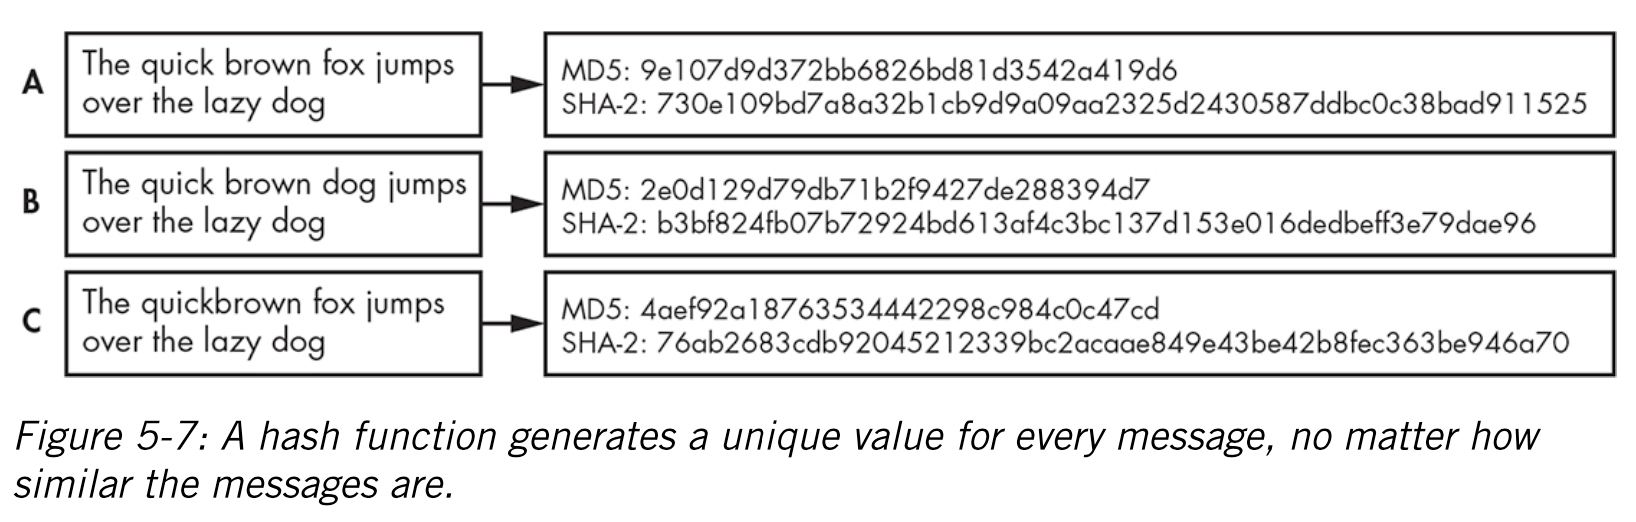 A
The quick brown fox jumps
over the lazy dog
MD5: 9e107d9d372bb6826bd81d3542a419d6
SHA-2: 730e109bd7a8a32b1cb9d9a09aa2325d2430587ddbc0c38bad911525
B
The quick brown dog jumps
over the lazy dog
MD5: 2e0d129d79db71b2f9427de288394d7
SHA-2: b3bf824fb07b72924bd613af4c3bc137d153e016dedbeff3e79dae96
C
The quickbrown fox jumps
over the lazy dog
MD5: 4aef92a18763534442298c984c0c47cd
SHA-2: 76ab2683cdb92045212339bc2acaae849e43be42b8fec363be946a70
Figure 5-7: A hash function generates a unique value for every message, no matter how
similar the messages are.